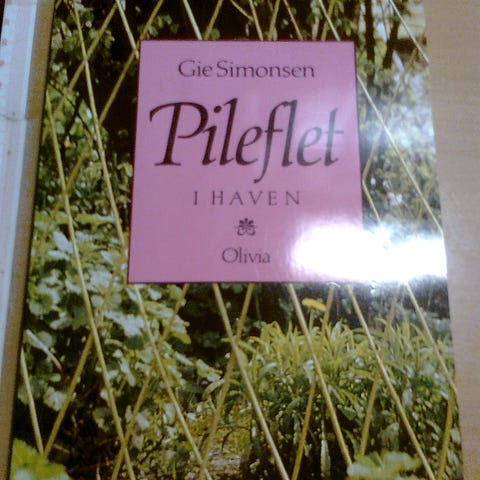 Gie Simonsen
Pileflet
I HAVEN
Olivia